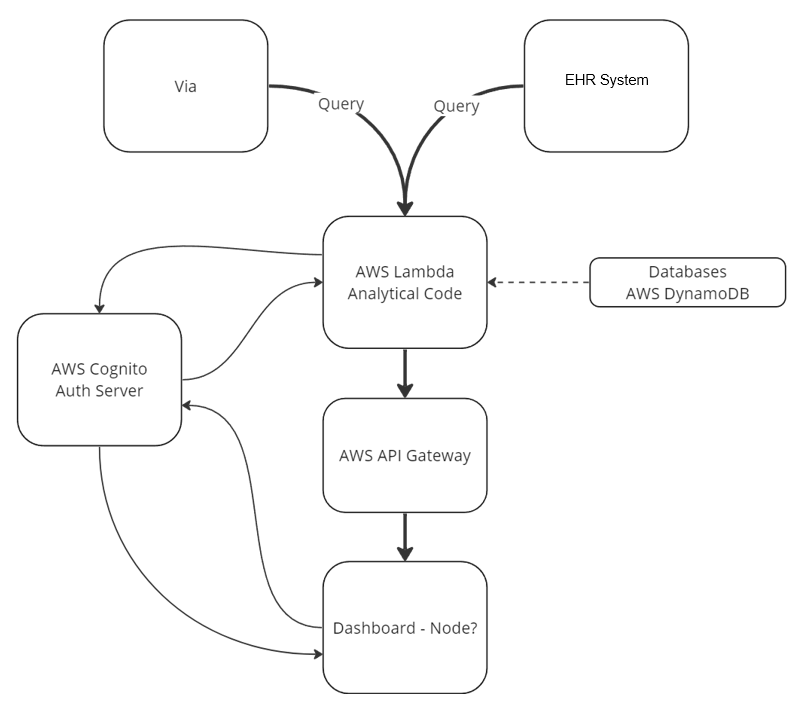 Via
EHR System
Query
Query
AWS Lambda
Analytical Code
Databases
AWS DynamoDB
AWS Cognito
Auth Server
AWS API Gateway
Dashboard - Node?